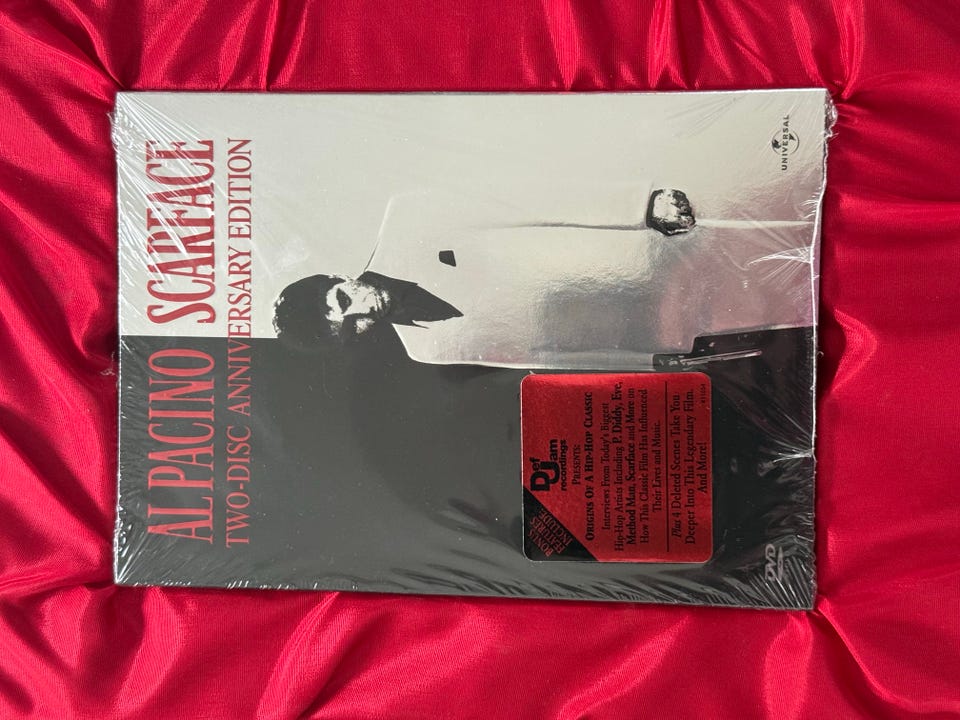 AL PACINO SCARFACE
TWO-DISC ANNIVERSARY EDITION
BONUS
FEATURES
INCLUDE:
Def
Jam
recordings
PRESENTS:
ORIGINS OF A HIP-HOP CLASSIC
Interviews From Today's Biggest
Hip-Hop Artists Including P. Diddy, Eve,
Method Man, Scarface and More on
How This Classic Film Has Influenced
Their Lives and Music.
Plus 4 Deleted Scenes Take You
Deeper Into This Legendary Film.
And More!
DVD
UNIVERSAL